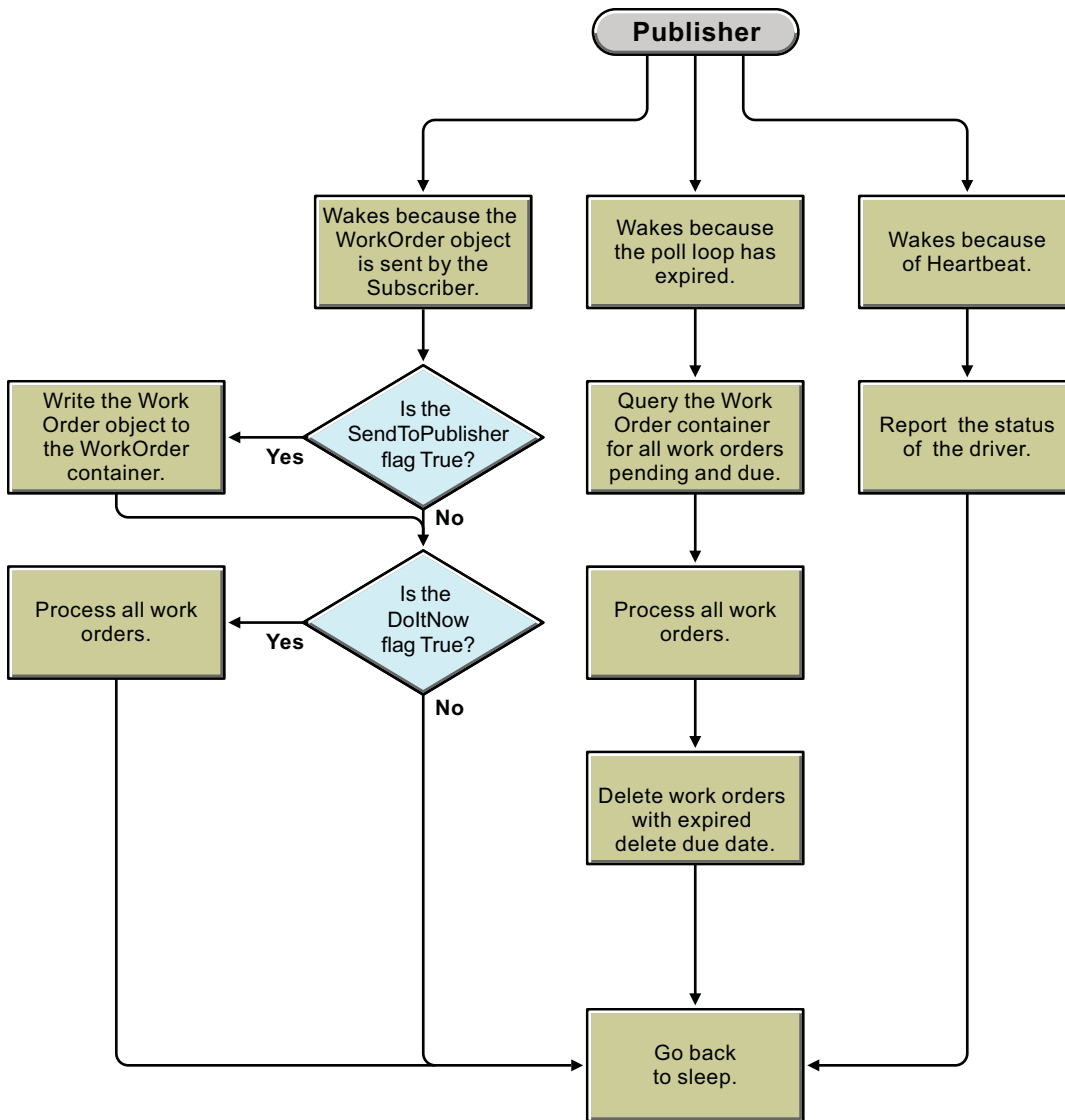 Publisher
Wakes because the
WorkOrder object
is sent by the
Subscriber.
Wakes because
the poll loop has
expired.
Wakes because
of Heartbeat.
Write the Work
Order object to
the WorkOrder
container.
Yes
Is the
SendToPublisher
flag True?
No
Query the Work
Order container
for all work orders
pending and due.
Report the status
of the driver.
Process all work
orders.
Yes
Is the
DoItNow
flag True?
No
Process all work
orders.
Delete work orders
with expired
delete due date.
Go back
to sleep.